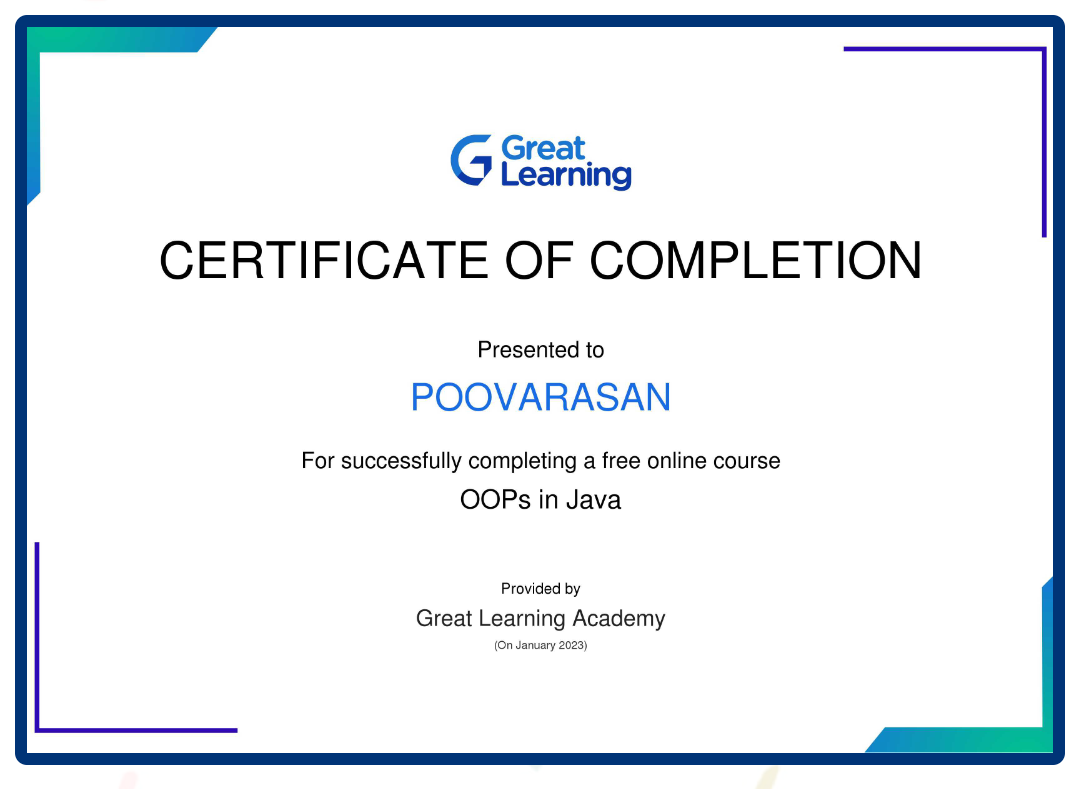 Great
Learning
CERTIFICATE OF COMPLETION
Presented to
POOVARASAN
For successfully completing a free online course
OOPs in Java
Provided by
Great Learning Academy
(On January 2023)